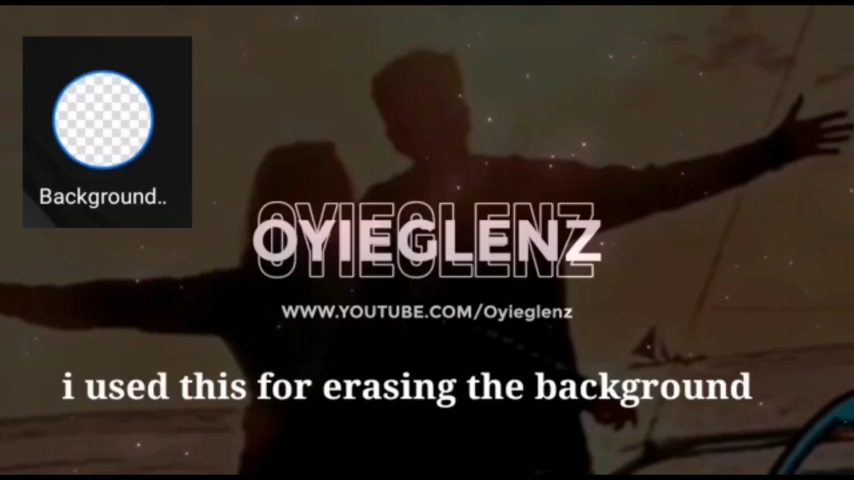 Background..
OYIEGLENZ
WWW.YOUTUBE.COM/Oyieglenz
i used this for erasing the background